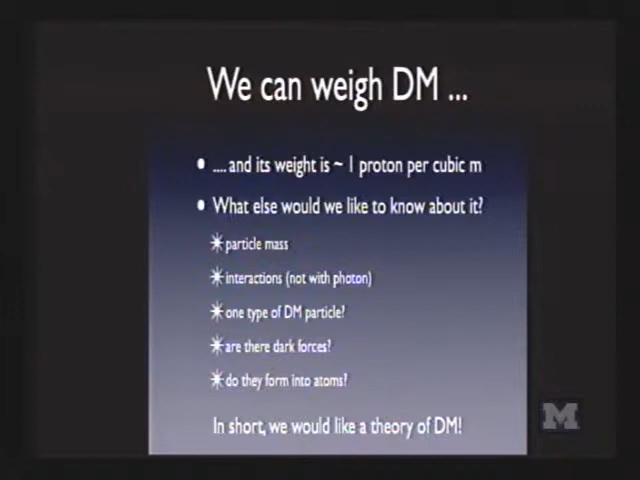 We can weigh DM ...
• .... and its weight is ~ 1 proton per cubic m
• What else would we like to know about it?
✳ particle mass
✳ interactions (not with photon)
✳ one type of DM particle?
✳ are there dark forces?
✳ do they form into atoms?
In short, we would like a theory of DM!
M